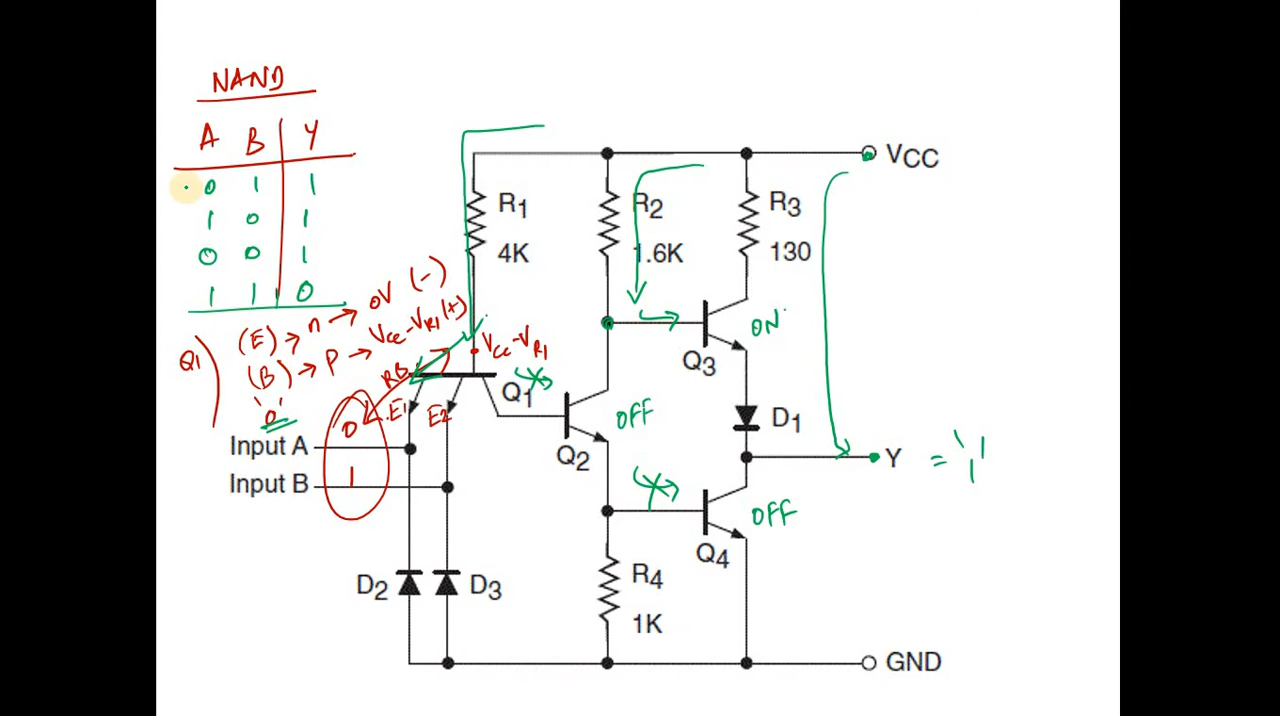 NAND
A B Y
0 1 1
1 0 1
0 0 1
1 1 0
Q1) (E) → n → 0V (-)
(B) → P → VCC-VR1 (+)
'0'
VCC
R1
4K
R2
1.6K
R3
130
VCC-VR1
E1
E2
Q1
Q2
OFF
Q3
ON
D1
Input A 0
Input B 1
Y = '1'
Q4
OFF
D2
D3
R4
1K
GND